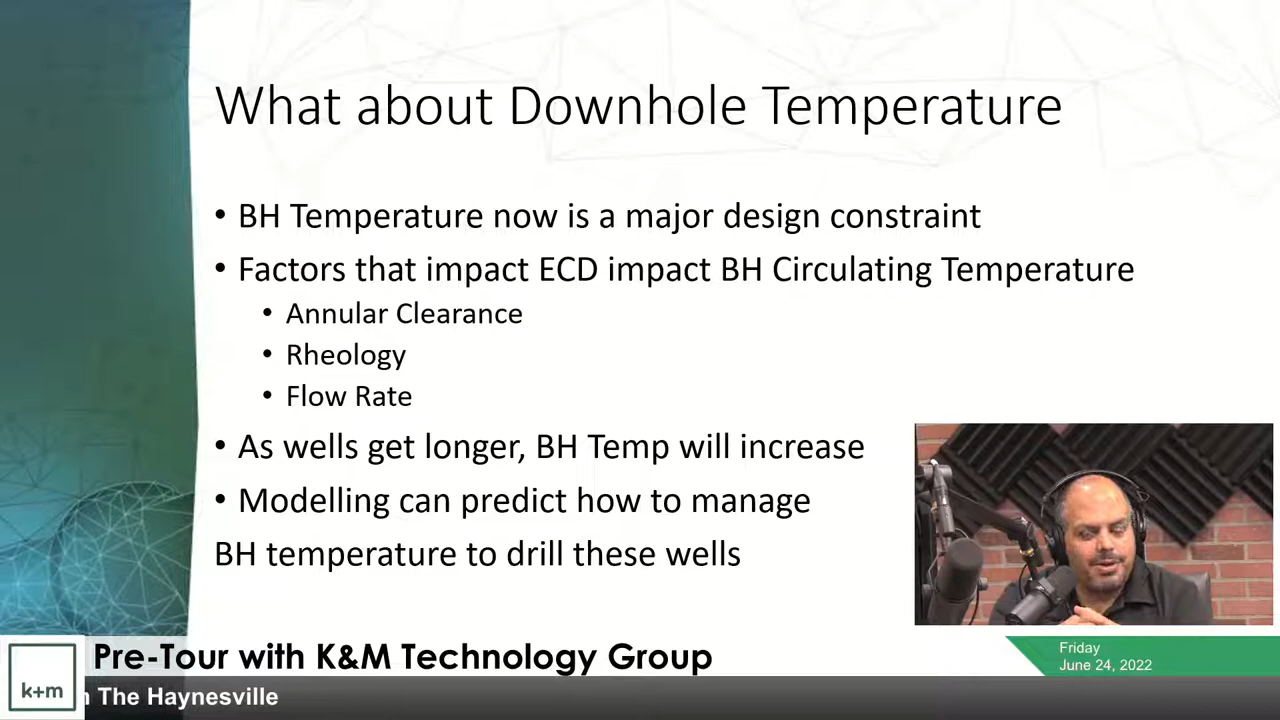 What about Downhole Temperature
• BH Temperature now is a major design constraint
• Factors that impact ECD impact BH Circulating Temperature
• Annular Clearance
• Rheology
• Flow Rate
• As wells get longer, BH Temp will increase
• Modelling can predict how to manage
BH temperature to drill these wells
Pre-Tour with K&M Technology Group
Friday
June 24, 2022
k+m
The Haynesville